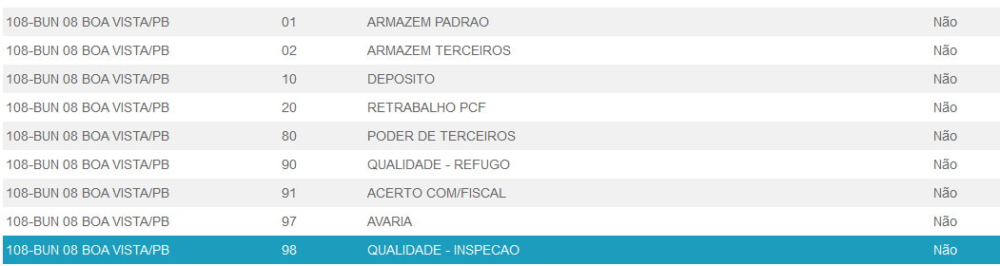 108-BUN 08 BOA VISTA/PB 01 ARMAZEM PADRAO Não
108-BUN 08 BOA VISTA/PB 02 ARMAZEM TERCEIROS Não
108-BUN 08 BOA VISTA/PB 10 DEPOSITO Não
108-BUN 08 BOA VISTA/PB 20 RETRABALHO PCF Não
108-BUN 08 BOA VISTA/PB 80 PODER DE TERCEIROS Não
108-BUN 08 BOA VISTA/PB 90 QUALIDADE - REFUGO Não
108-BUN 08 BOA VISTA/PB 91 ACERTO COM/FISCAL Não
108-BUN 08 BOA VISTA/PB 97 AVARIA Não
108-BUN 08 BOA VISTA/PB 98 QUALIDADE - INSPECAO Não